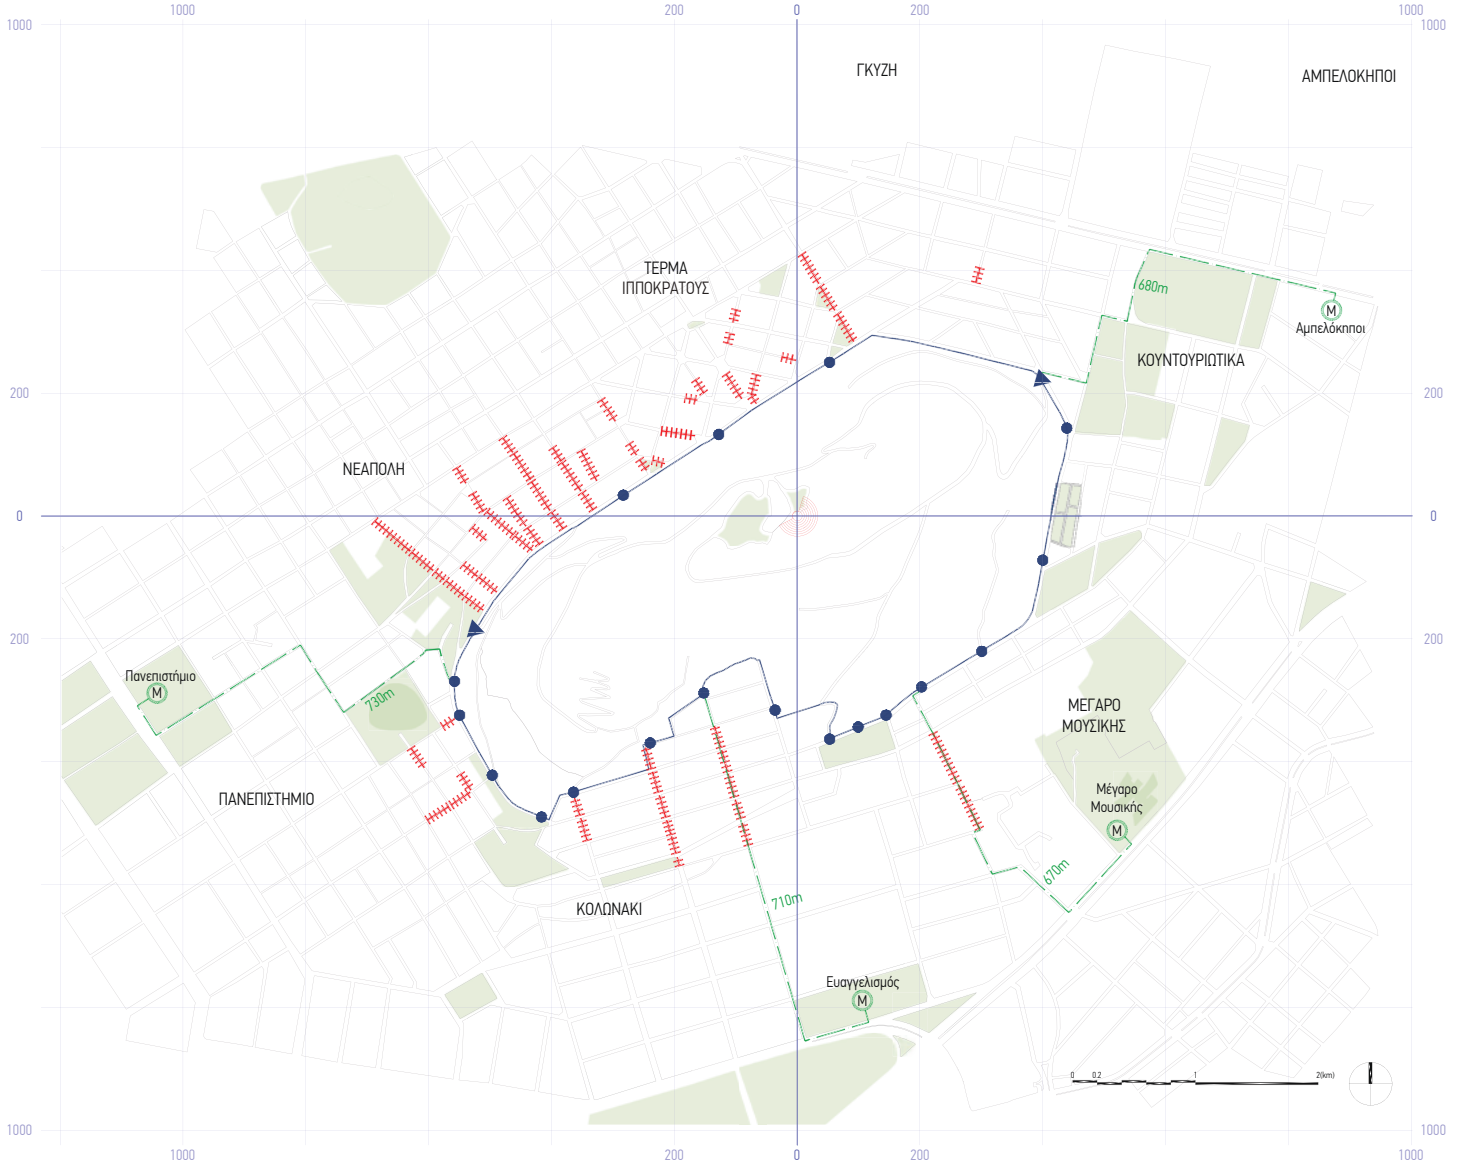 1000 200 0 200 1000
1000 1000
ΓΚΥΖΗ
ΑΜΠΕΛΟΚΗΠΟΙ
ΤΕΡΜΑ
ΙΠΠΟΚΡΑΤΟΥΣ
680m
M
Αμπελόκηποι
ΚΟΥΝΤΟΥΡΙΩΤΙΚΑ
200 200
ΝΕΑΠΟΛΗ
0 0
200 200
Πανεπιστήμιο
M
730m
ΜΕΓΑΡΟ
ΜΟΥΣΙΚΗΣ
ΠΑΝΕΠΙΣΤΗΜΙΟ
Μέγαρο
Μουσικής
M
670m
710m
ΚΟΛΩΝΑΚΙ
Ευαγγελισμός
M
0 0.2 1 2(km)
1000 1000
1000 200 0 200 1000